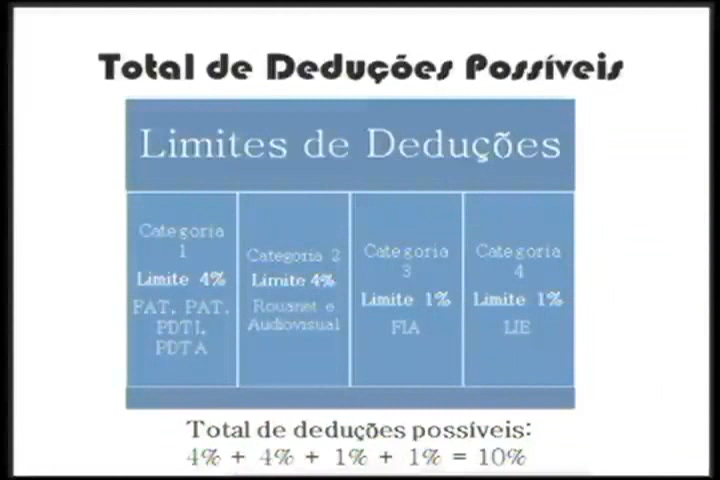 Total de Deduções Possíveis
Limites de Deduções
Categoria
1
Limite 4%
FAT, PAT,
PDTI,
PDTA
Categoria 2
Limite 4%
Rouanet e
Audiovisual
Categoria
3
Limite 1%
FIA
Categoria
4
Limite 1%
LIE
Total de deduções possíveis:
4% + 4% + 1% + 1% = 10%